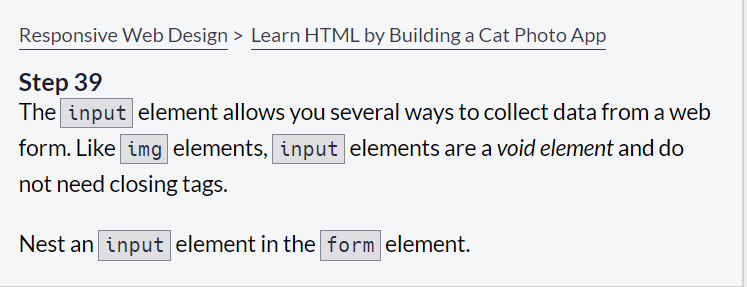 Responsive Web Design > Learn HTML by Building a Cat Photo App
Step 39
The input element allows you several ways to collect data from a web
form. Like img elements, input elements are a void element and do
not need closing tags.
Nest an input element in the form element.